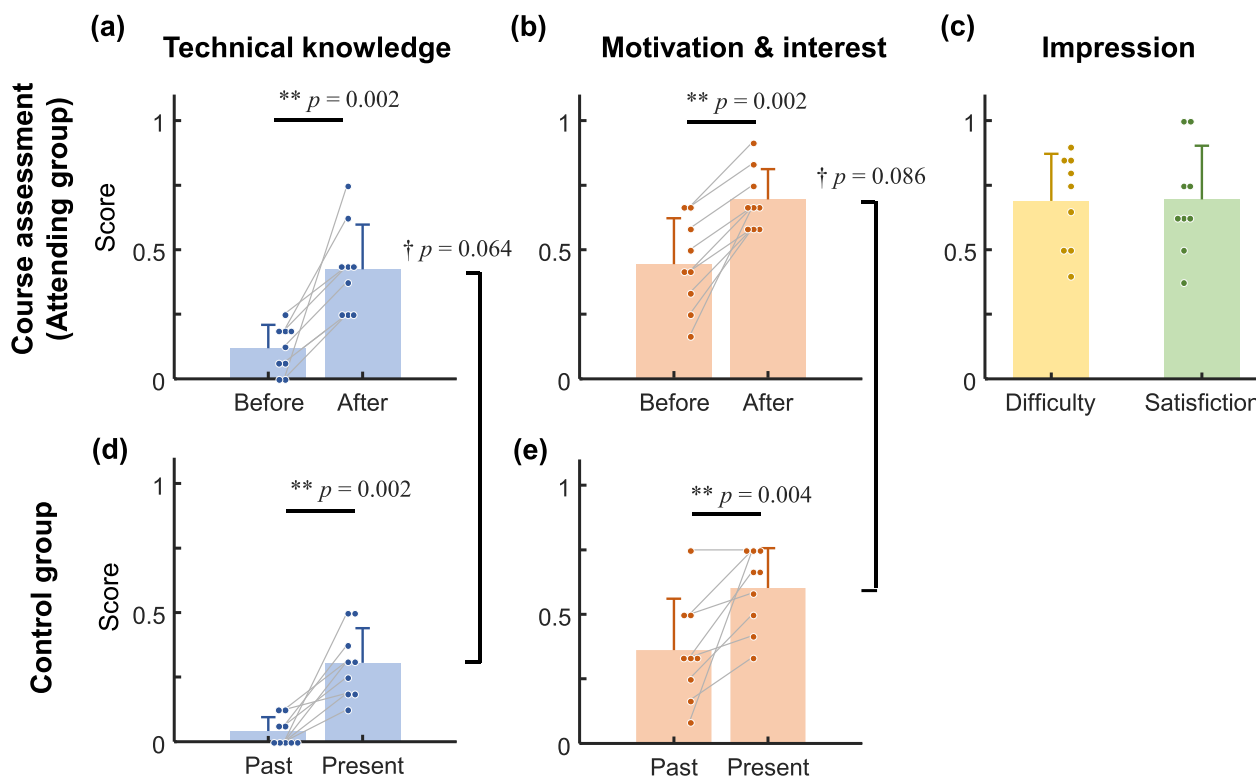 (a)
Technical knowledge
(b)
Motivation & interest
(c)
Impression
Course assessment
(Attending group)
Score
1
0.5
0
** p = 0.002
† p = 0.064
Before
After
1
0.5
0
** p = 0.002
† p = 0.086
Before
After
1
0.5
0
Difficulty
Satisfiction
Control group
(d)
Score
1
0.5
0
** p = 0.002
Past
Present
(e)
1
0.5
0
** p = 0.004
Past
Present